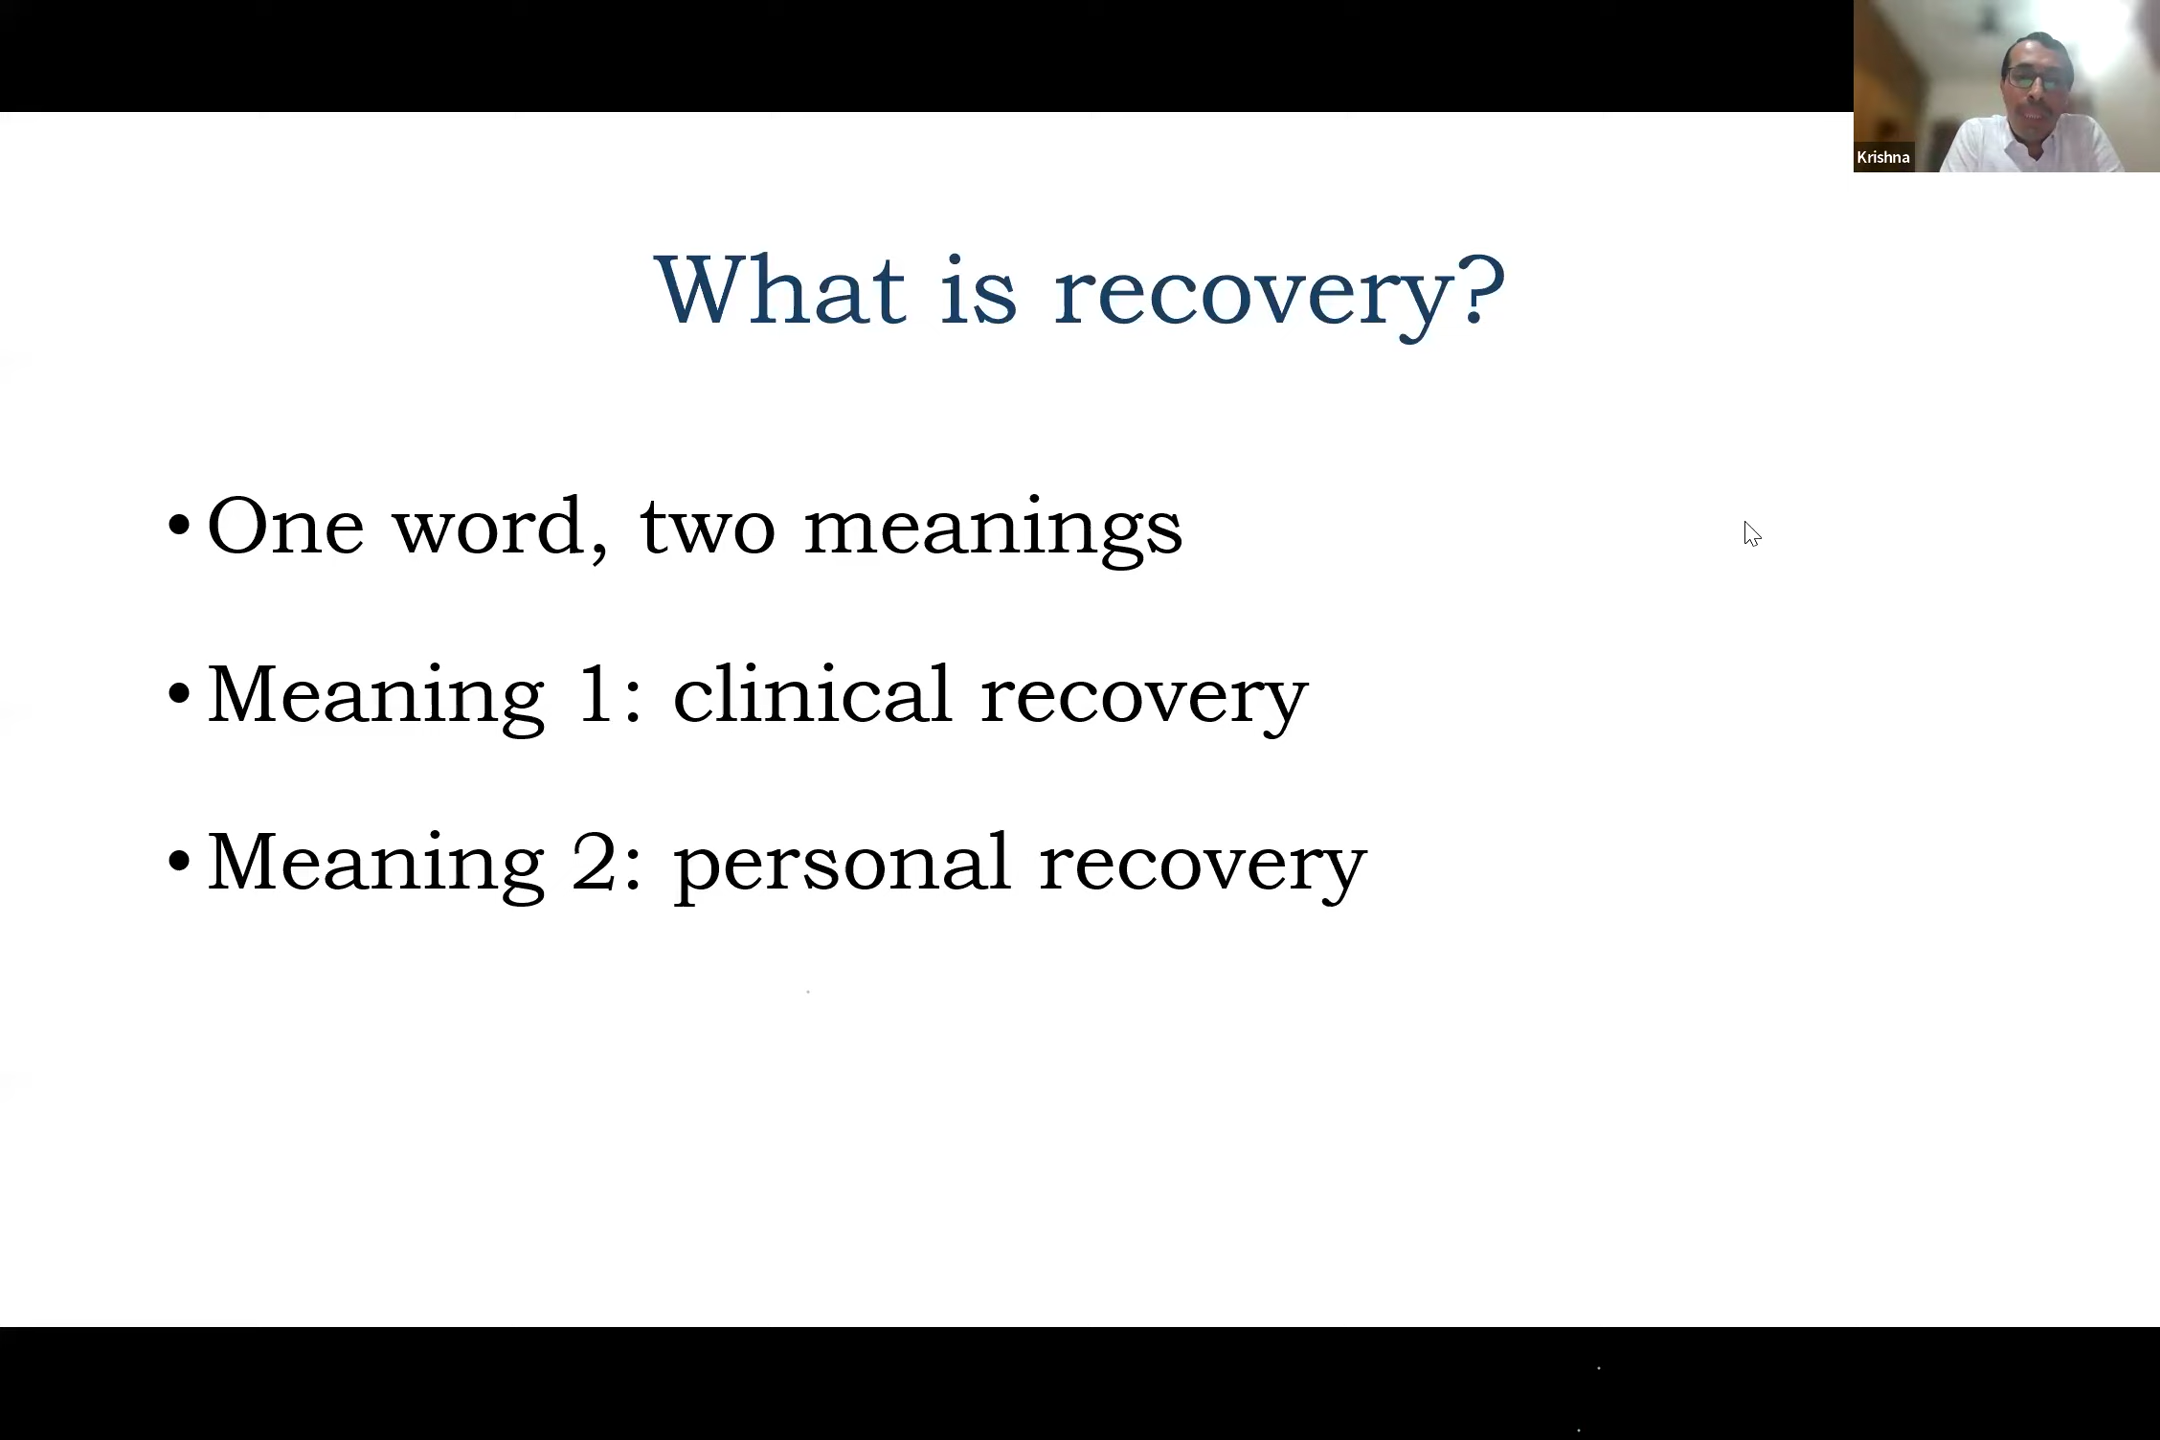 Krishna
What is recovery?
• One word, two meanings
• Meaning 1: clinical recovery
• Meaning 2: personal recovery